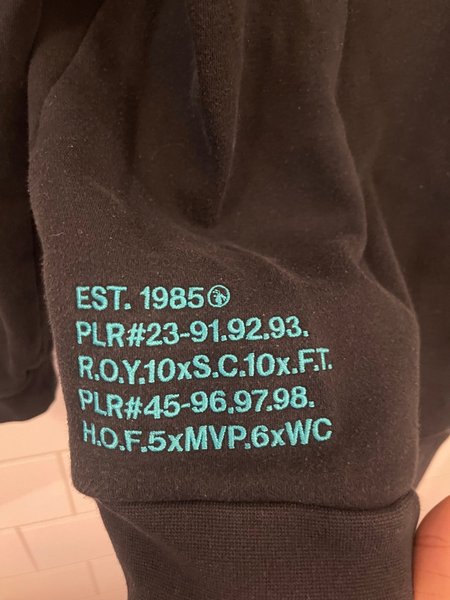 EST. 1985
PLR#23-91.92.93.
R.O.Y.10xS.C.10x.F.T.
PLR#45-96.97.98.
H.O.F.5xMVP.6xWC